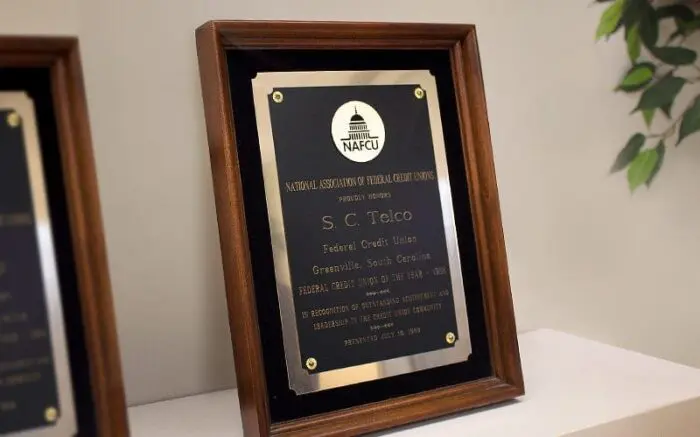 NAFCU
NATIONAL ASSOCIATION OF FEDERAL CREDIT UNIONS
PROUDLY HONORS
S. C. Telco
Federal Credit Union
Greenville, South Carolina
FEDERAL CREDIT UNION OF THE YEAR -
IN RECOGNITION OF OUTSTANDING ACHIEVEMENT AND
LEADERSHIP IN THE CREDIT UNION COMMUNITY
PRESENTED JULY